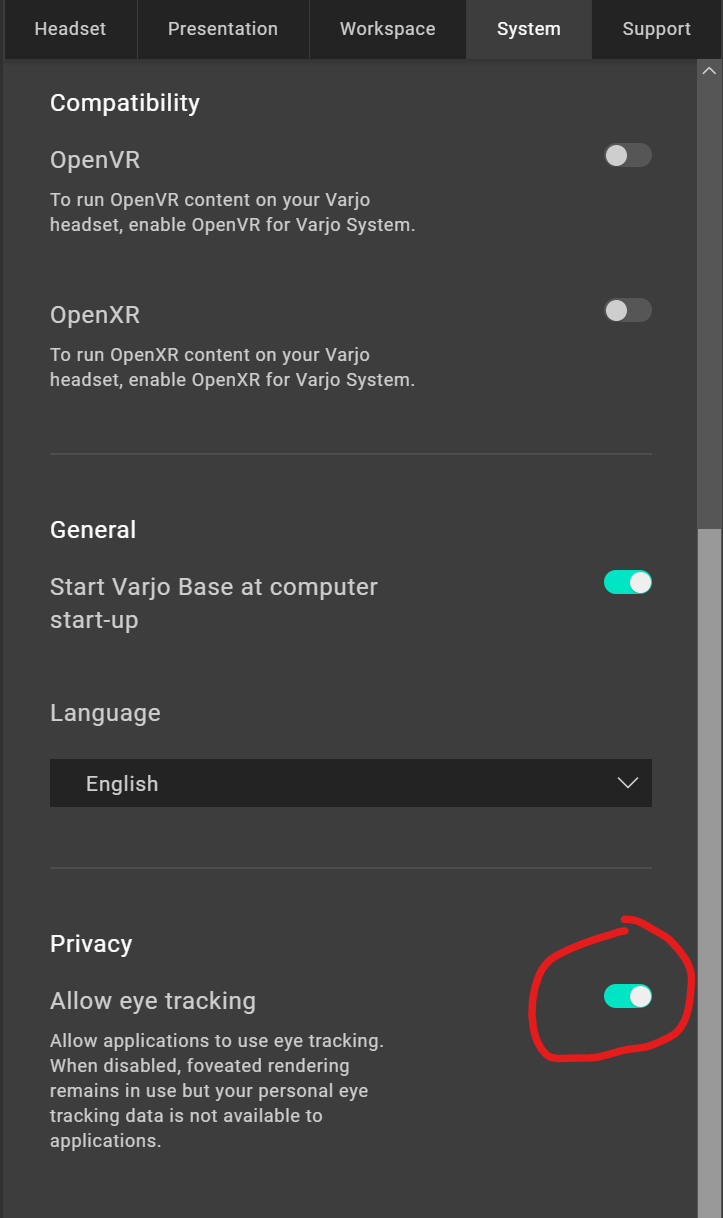 Headset Presentation Workspace System Support
Compatibility
OpenVR
To run OpenVR content on your Varjo
headset, enable OpenVR for Varjo System.
OpenXR
To run OpenXR content on your Varjo
headset, enable OpenXR for Varjo System.
General
Start Varjo Base at computer
start-up
Language
English
Privacy
Allow eye tracking
Allow applications to use eye tracking.
When disabled, foveated rendering
remains in use but your personal eye
tracking data is not available to
applications.